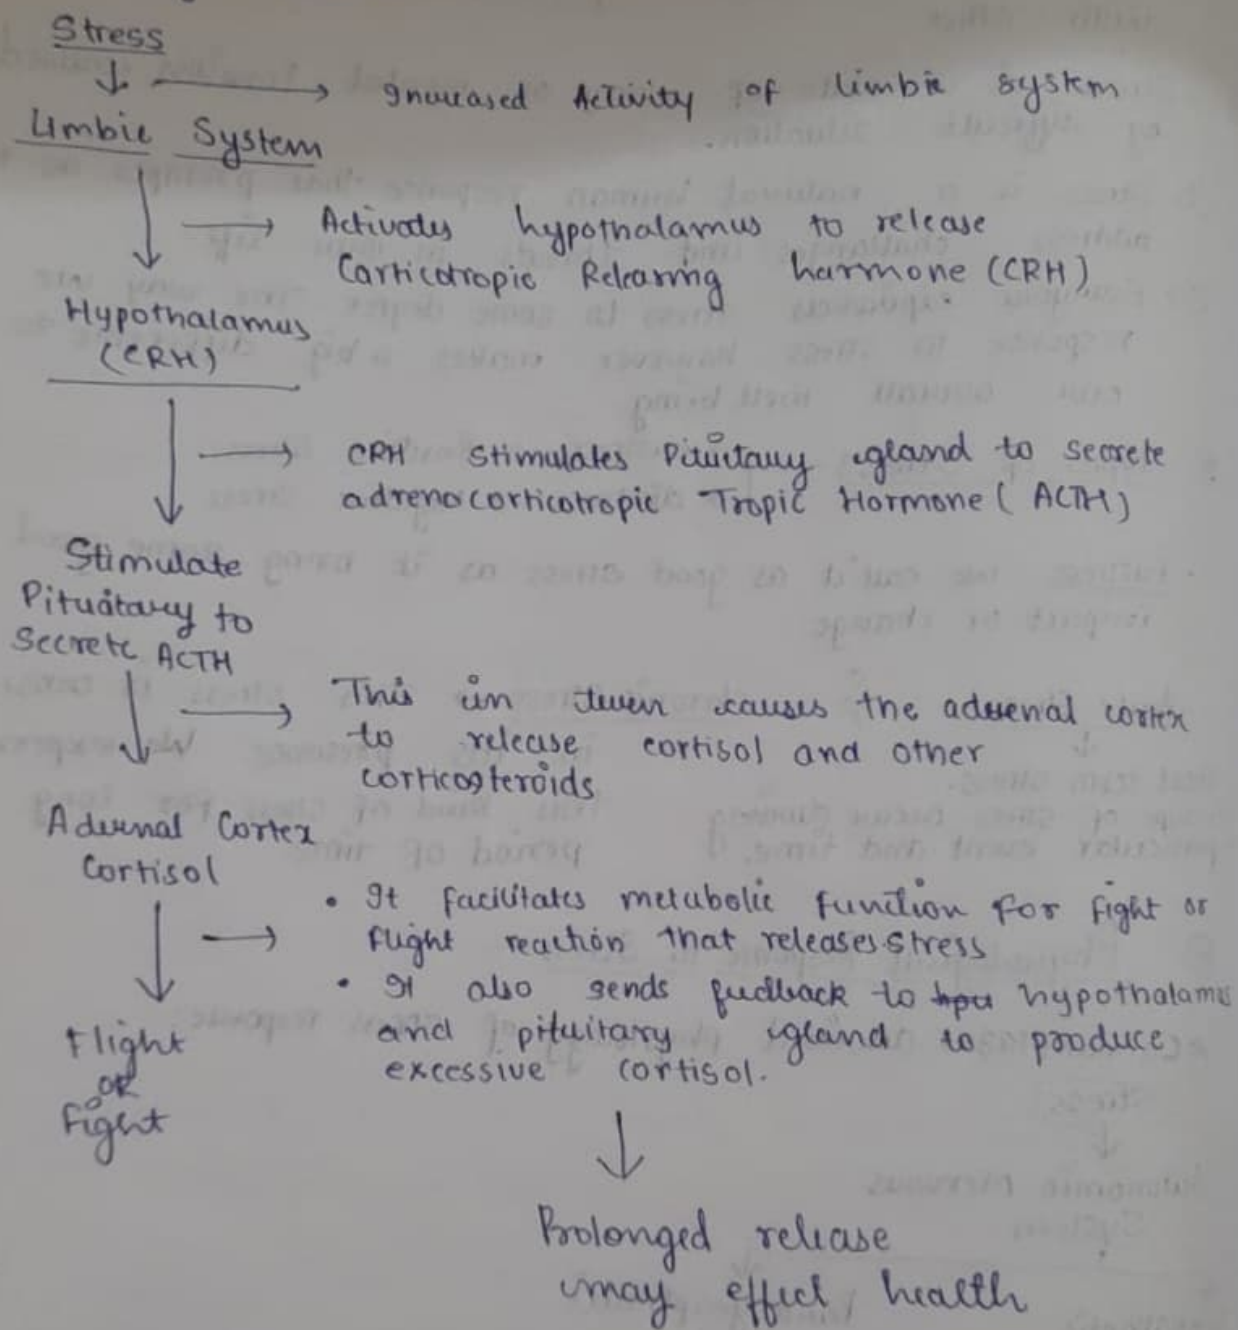 Stress
→ Increased Activity of limbic system
Limbic System
→ Activates hypothalamus to release
Carticotropic Releasing harmone (CRH)
Hypothalamus
(CRH)
→ CRH Stimulates Pituitary gland to secrete
adrenocorticotropic Tropic Hormone (ACTH)
Stimulate
Pituatary to
Secrete ACTH
→ This in turn causes the adrenal cortex
to release cortisol and other
corticosteroids
Adrenal Cortex
Cortisol
• It facilitates metabolic function for fight or
→ flight reaction that releases stress
• It also sends feedback to hypothalamus
and pituitary gland to produce
excessive cortisol.
Flight
OR
Fight
Prolonged release
may effect health